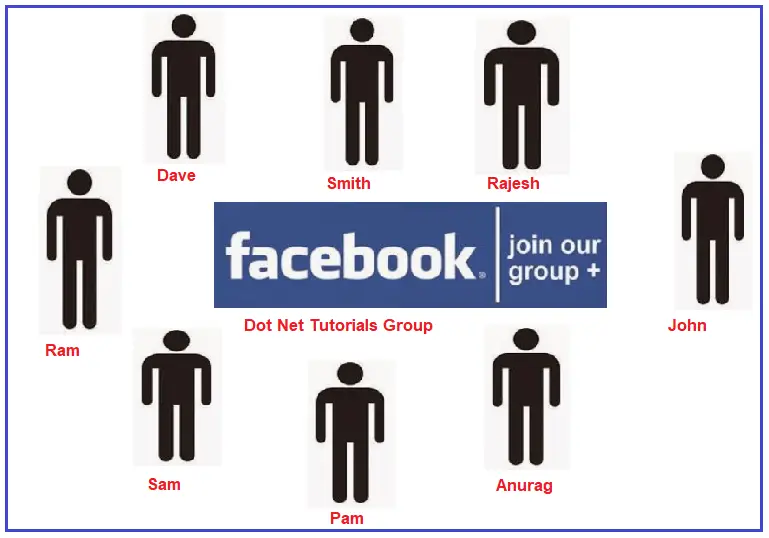 Dave
Smith
Rajesh
facebook®
join our
group +
Dot Net Tutorials Group
John
Ram
Sam
Anurag
Pam